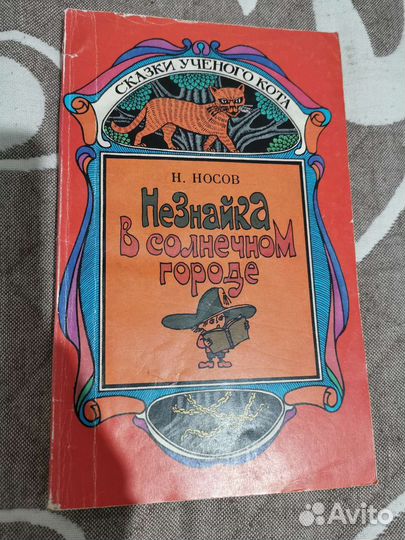 СКАЗКИ УЧЕНОГО КОТА
Н. НОСОВ
НеЗНАЙКА
В СОЛНЕЧНОМ
ГОРОДЕ
Avito